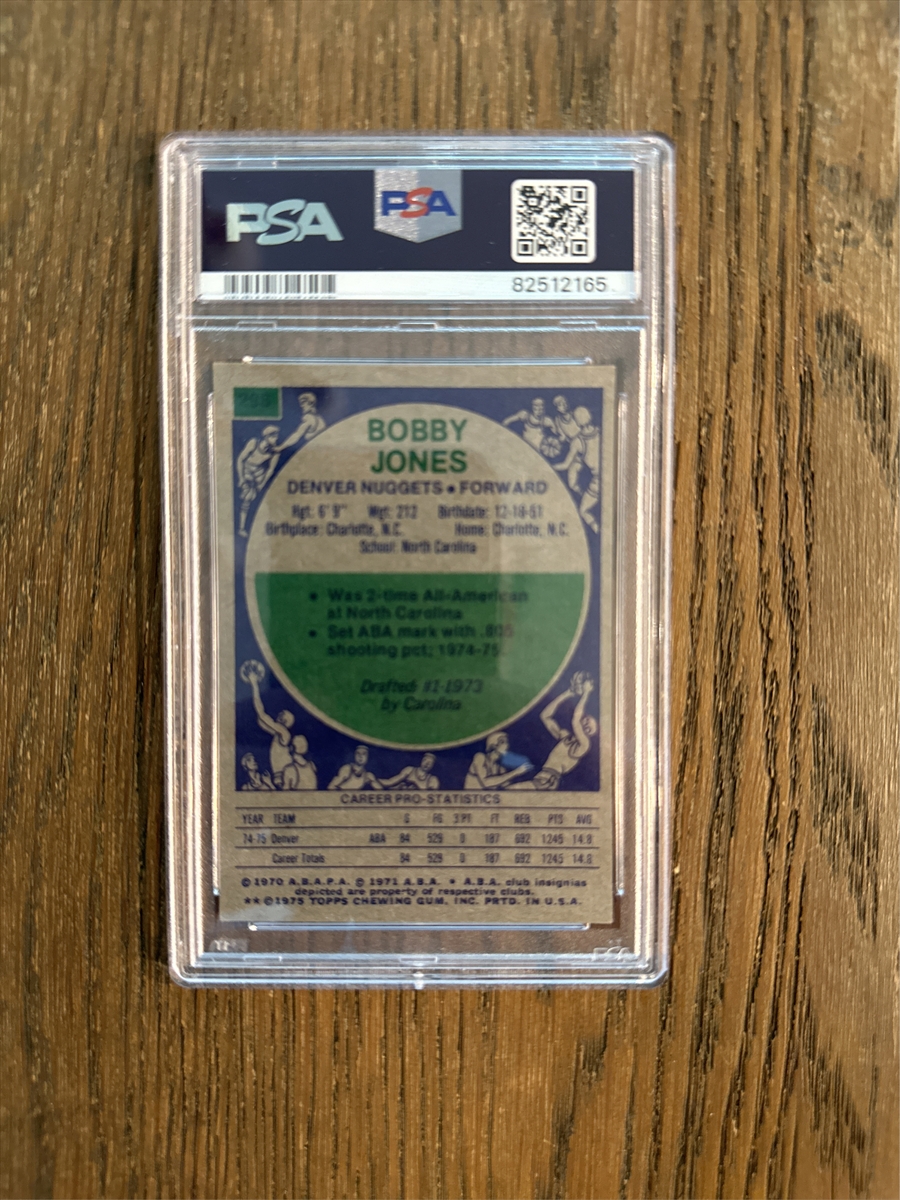 PSA PSA
82512165
298
BOBBY
JONES
DENVER NUGGETS • FORWARD
Hgt. 6' 9" Wgt: 212 Birthdate: 12-18-51
Birthplace: Charlotte, N.C. Home: Charlotte, N.C.
School: North Carolina
• Was 2-time All-American
at North Carolina
• Set ABA mark with .605
shooting pct; 1974-75.
Drafted: #1-1973
by Carolina
CAREER PRO-STATISTICS
YEAR TEAM G FG 3 PT FT REB PTS AVG
74-75 Denver ABA 84 529 0 187 692 1245 14.8
Career Totals 84 529 0 187 692 1245 14.8
© 1970 A.B.A.P.A. © 1971 A.B.A. • A.B.A. club insignias
depicted are property of respective clubs.
★★ © 1975 TOPPS CHEWING GUM, INC. PRTD. IN U.S.A.